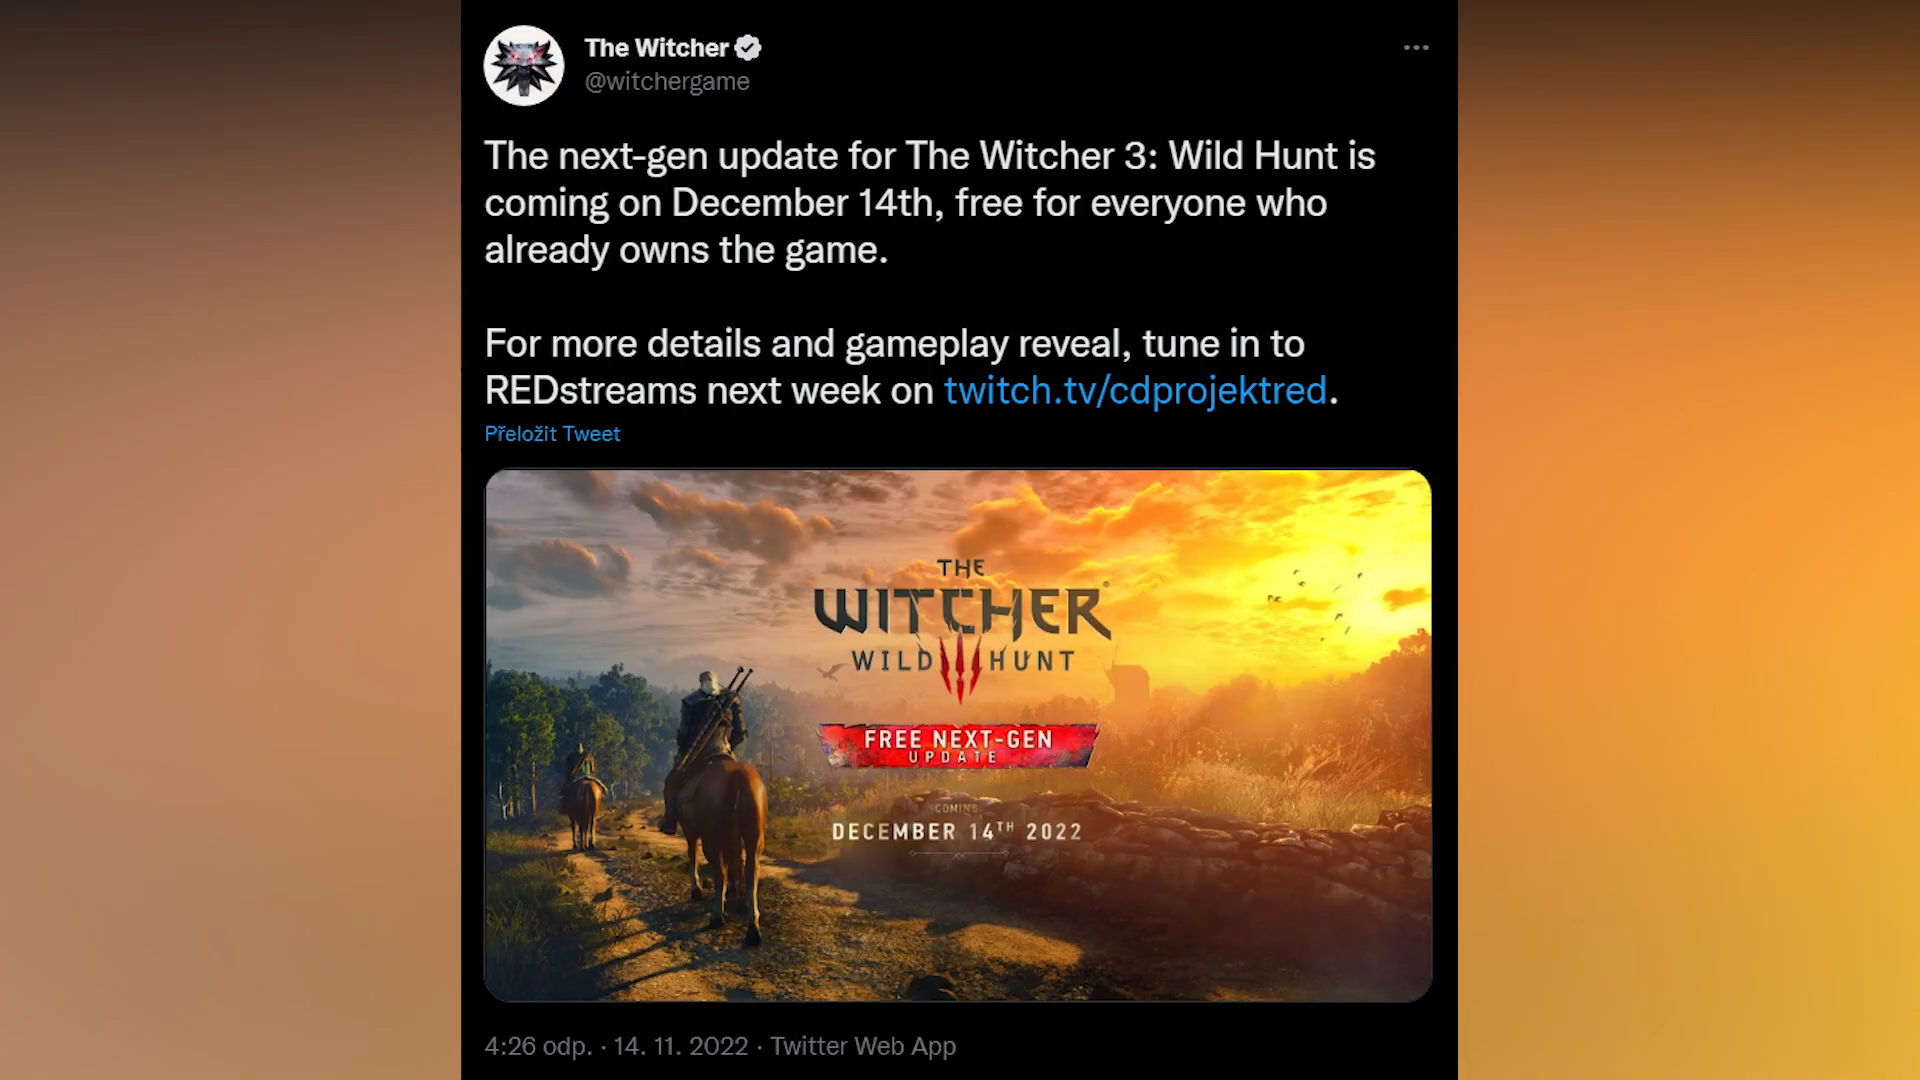 The Witcher
@witchergame
The next-gen update for The Witcher 3: Wild Hunt is
coming on December 14th, free for everyone who
already owns the game.
For more details and gameplay reveal, tune in to
REDstreams next week on twitch.tv/cdprojektred.
Přeložit Tweet
THE
WITCHER®
WILD III HUNT
FREE NEXT-GEN
UPDATE
COMING
DECEMBER 14TH 2022
4:26 odp. · 14. 11. 2022 · Twitter Web App